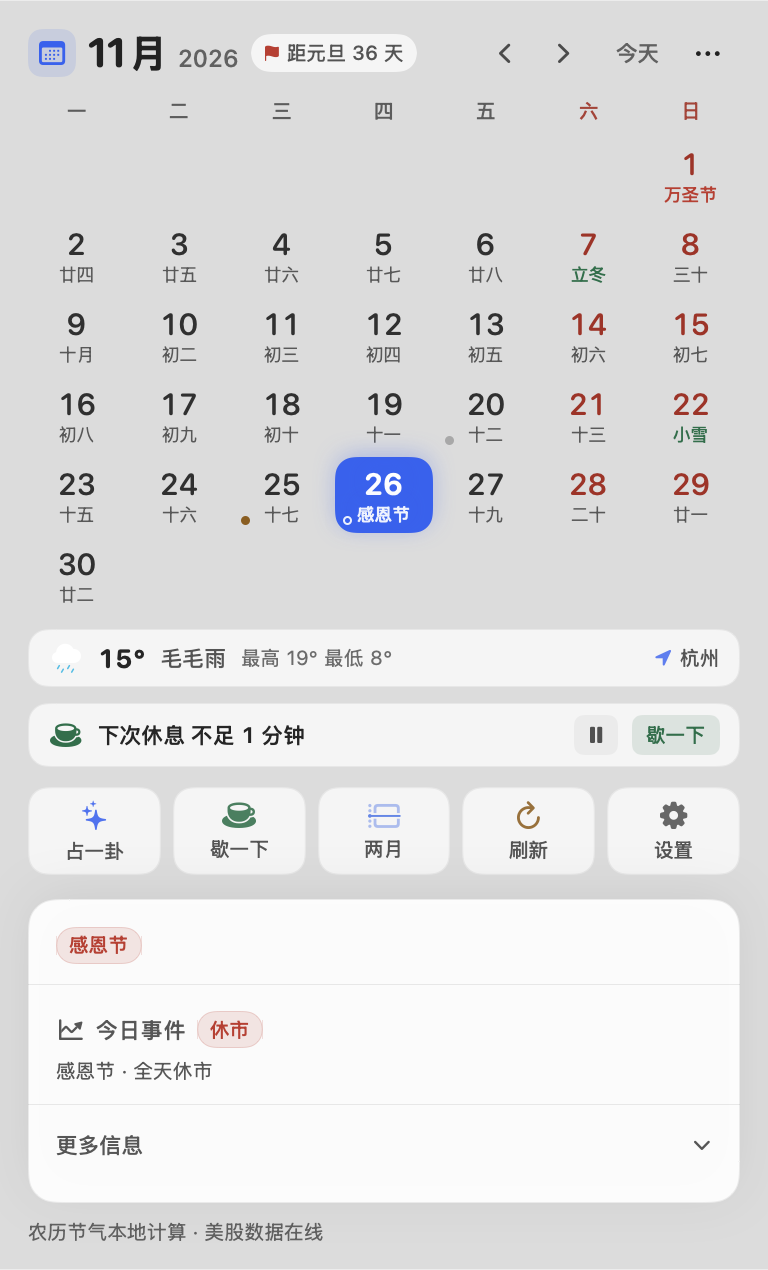 11月 2026 距元旦 36 天 今天
一 二 三 四 五 六 日
1
万圣节
2 3 4 5 6 7 8
廿四 廿五 廿六 廿七 廿八 立冬 三十
9 10 11 12 13 14 15
十月 初二 初三 初四 初五 初六 初七
16 17 18 19 20 21 22
初八 初九 初十 十一 十二 十三 小雪
23 24 25 26 27 28 29
十五 十六 十七 感恩节 十九 二十 廿一
30
廿二
15° 毛毛雨 最高 19° 最低 8° 杭州
下次休息 不足 1 分钟 歇一下
占一卦 歇一下 两月 刷新 设置
感恩节
今日事件 休市
感恩节 · 全天休市
更多信息
农历节气本地计算 · 美股数据在线